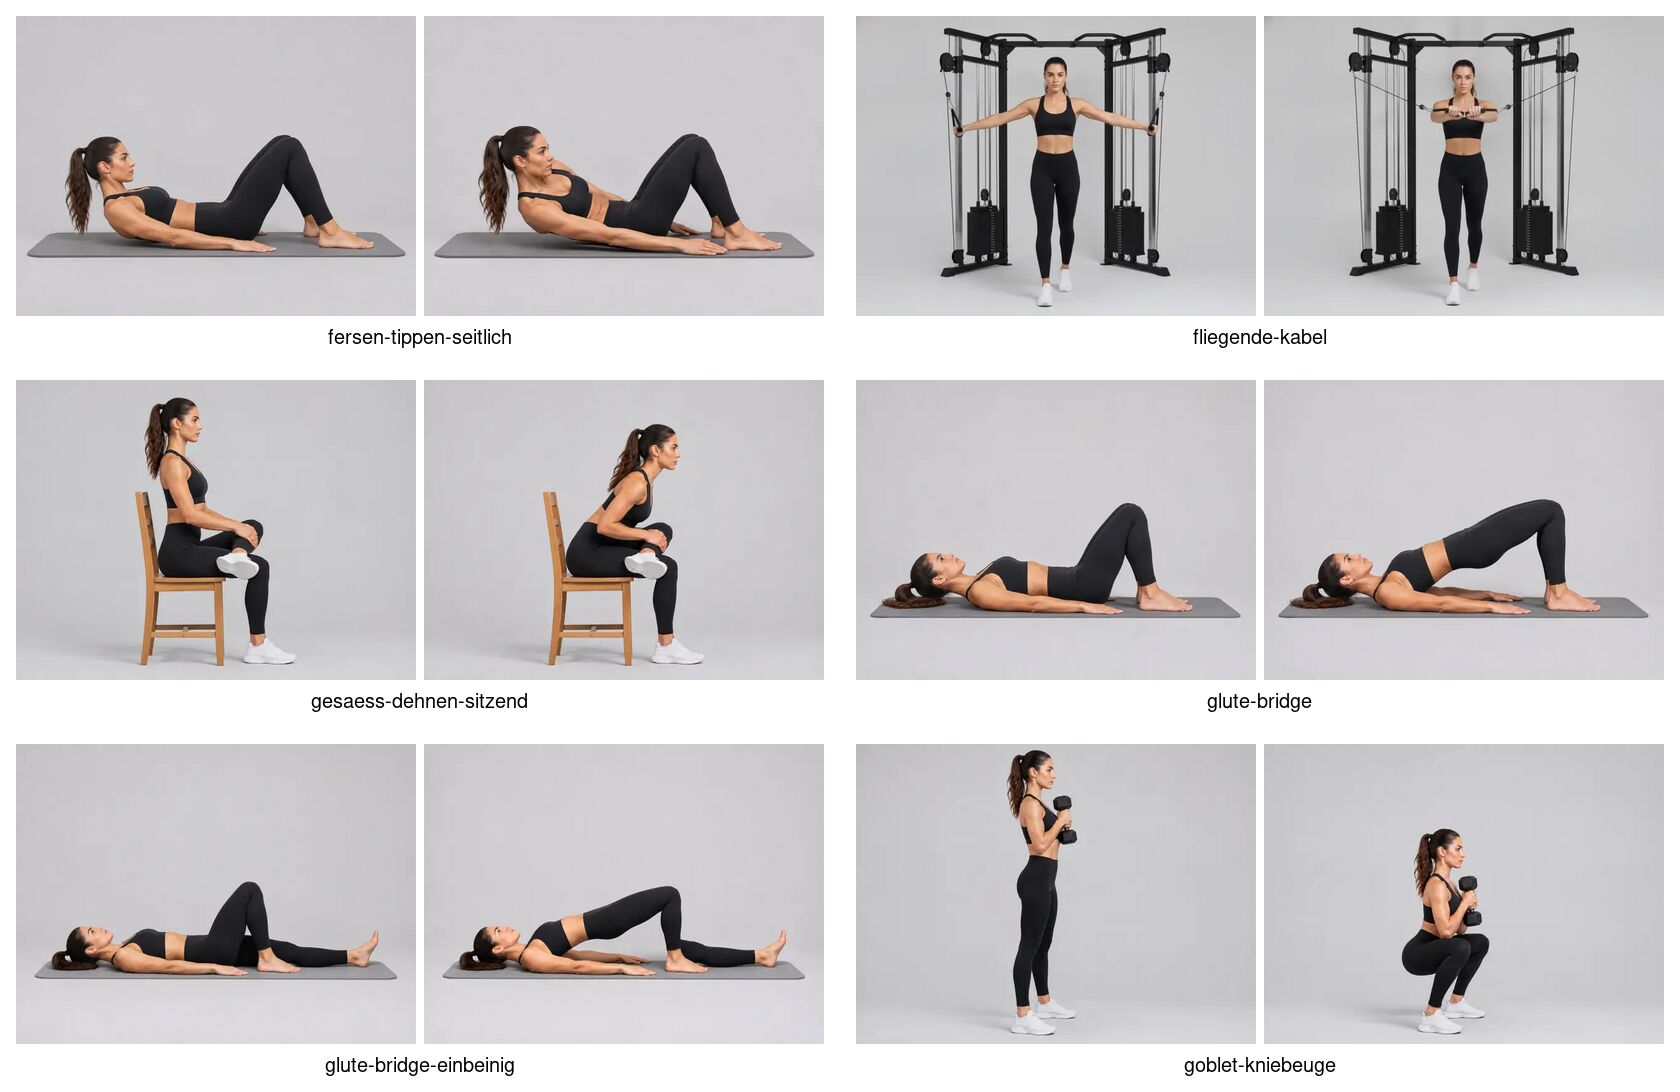 fersen-tippen-seitlich
fliegende-kabel
gesaess-dehnen-sitzend
glute-bridge
glute-bridge-einbeinig
goblet-kniebeuge